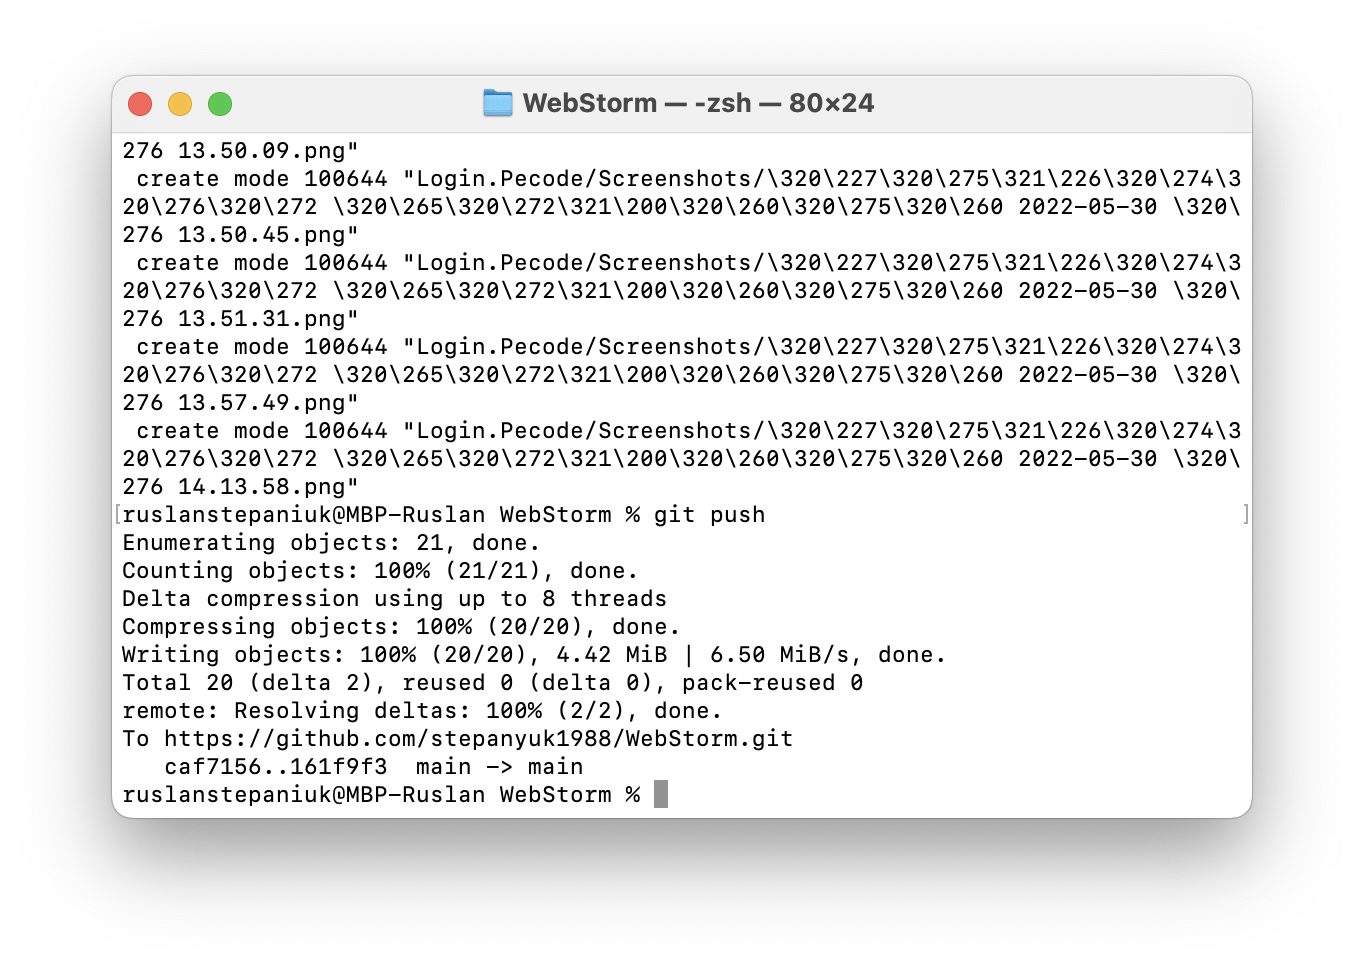 WebStorm — -zsh — 80×24
276 13.50.09.png"
 create mode 100644 "Login.Pecode/Screenshots/\320\227\320\275\321\226\320\274\3
20\276\320\272 \320\265\320\272\321\200\320\260\320\275\320\260 2022-05-30 \320\
276 13.50.45.png"
 create mode 100644 "Login.Pecode/Screenshots/\320\227\320\275\321\226\320\274\3
20\276\320\272 \320\265\320\272\321\200\320\260\320\275\320\260 2022-05-30 \320\
276 13.51.31.png"
 create mode 100644 "Login.Pecode/Screenshots/\320\227\320\275\321\226\320\274\3
20\276\320\272 \320\265\320\272\321\200\320\260\320\275\320\260 2022-05-30 \320\
276 13.57.49.png"
 create mode 100644 "Login.Pecode/Screenshots/\320\227\320\275\321\226\320\274\3
20\276\320\272 \320\265\320\272\321\200\320\260\320\275\320\260 2022-05-30 \320\
276 14.13.58.png"
[ruslanstepaniuk@MBP-Ruslan WebStorm % git push ]
Enumerating objects: 21, done.
Counting objects: 100% (21/21), done.
Delta compression using up to 8 threads
Compressing objects: 100% (20/20), done.
Writing objects: 100% (20/20), 4.42 MiB | 6.50 MiB/s, done.
Total 20 (delta 2), reused 0 (delta 0), pack-reused 0
remote: Resolving deltas: 100% (2/2), done.
To https://github.com/stepanyuk1988/WebStorm.git
   caf7156..161f9f3  main -> main
ruslanstepaniuk@MBP-Ruslan WebStorm %